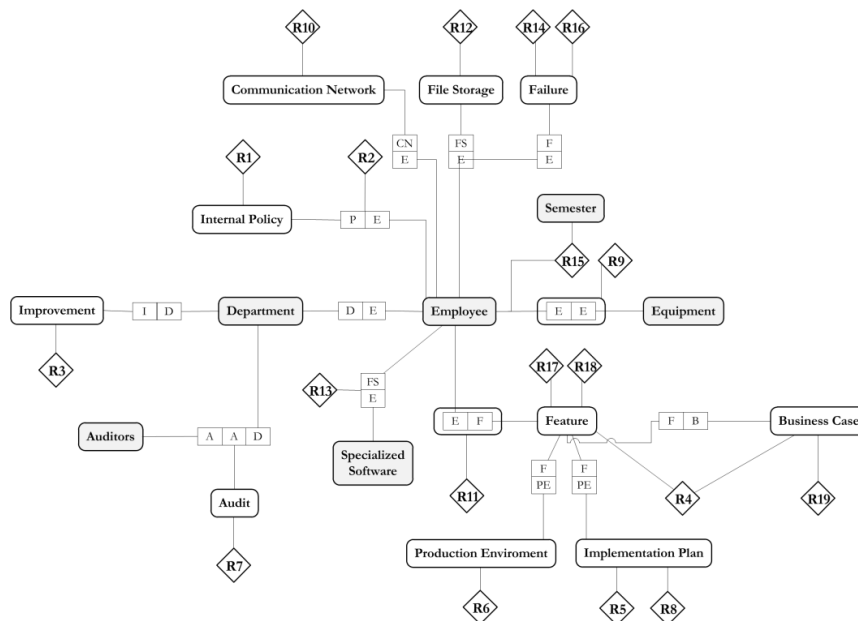 R10
R12
R14
R16
Communication Network
File Storage
Failure
CN
E
FS
E
F
E
R1
R2
Internal Policy
P E
Semester
R15
R9
Improvement
I D
Department
D E
Employee
E E
Equipment
R3
R13
FS
E
R17
R18
Auditors
A A D
Specialized
Software
E F
Feature
F B
Business Case
F
PE
F
PE
Audit
R11
R4
R19
R7
Production Enviroment
Implementation Plan
R6
R5
R8